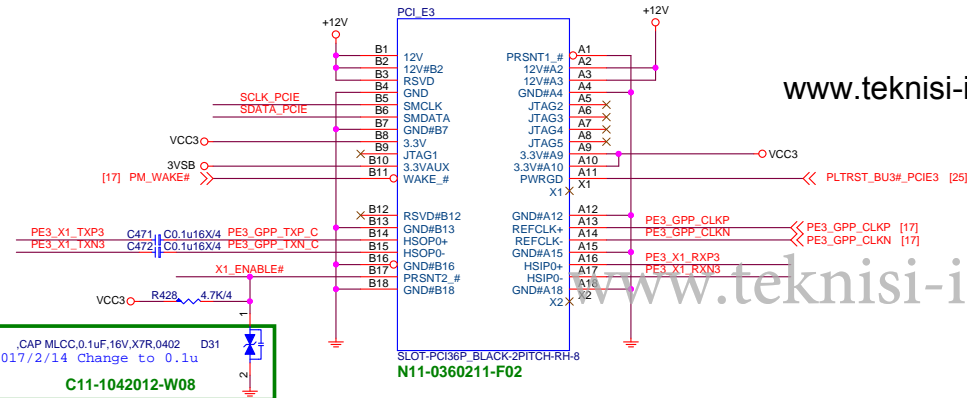 PCI_E3
+12V
+12V
B1 12V PRSNT1_# A1
B2 12V#B2 12V#A2 A2
B3 RSVD 12V#A3 A3
B4 GND GND#A4 A4
SCLK_PCIE B5 SMCLK JTAG2 A5
SDATA_PCIE B6 SMDATA JTAG3 A6
B7 GND#B7 JTAG4 A7
VCC3 B8 3.3V JTAG5 A8
B9 JTAG1 3.3V#A9 A9 VCC3
3VSB B10 3.3VAUX 3.3V#A10 A10
[17] PM_WAKE# B11 WAKE_# PWRGD A11 PLTRST_BU3#_PCIE3 [25]
X1 X1
B12 RSVD#B12 GND#A12 A12
B13 GND#B13 REFCLK+ A13 PE3_GPP_CLKP PE3_GPP_CLKP [17]
PE3_X1_TXP3 C471 C0.1u16X/4 PE3_GPP_TXP_C B14 HSOP0+ REFCLK- A14 PE3_GPP_CLKN PE3_GPP_CLKN [17]
PE3_X1_TXN3 C472 C0.1u16X/4 PE3_GPP_TXN_C B15 HSOP0- GND#A15 A15
B16 GND#B16 HSIP0+ A16 PE3_X1_RXP3
X1_ENABLE# B17 PRSNT2_# HSIP0- A17 PE3_X1_RXN3
B18 GND#B18 GND#A18 A18
X2 X2
VCC3 R428 4.7K/4
1
,CAP MLCC,0.1uF,16V,X7R,0402 D31
017/2/14 Change to 0.1u
2
C11-1042012-W08
SLOT-PCI36P_BLACK-2PITCH-RH-8
N11-0360211-F02
www.teknisi-i
www.teknisi-i